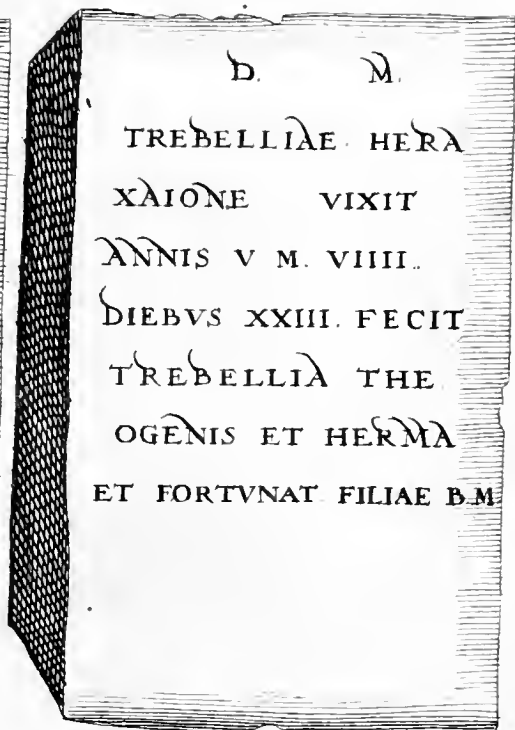 D. M.
TREBELLIAE · HERA
XAIONE VIXIT
ANNIS V M. VIIII.
DIEBVS XXIII. FECIT
TREBELLIA THE
OGENIS ET HERMA
ET FORTVNAT FILIAE B.M